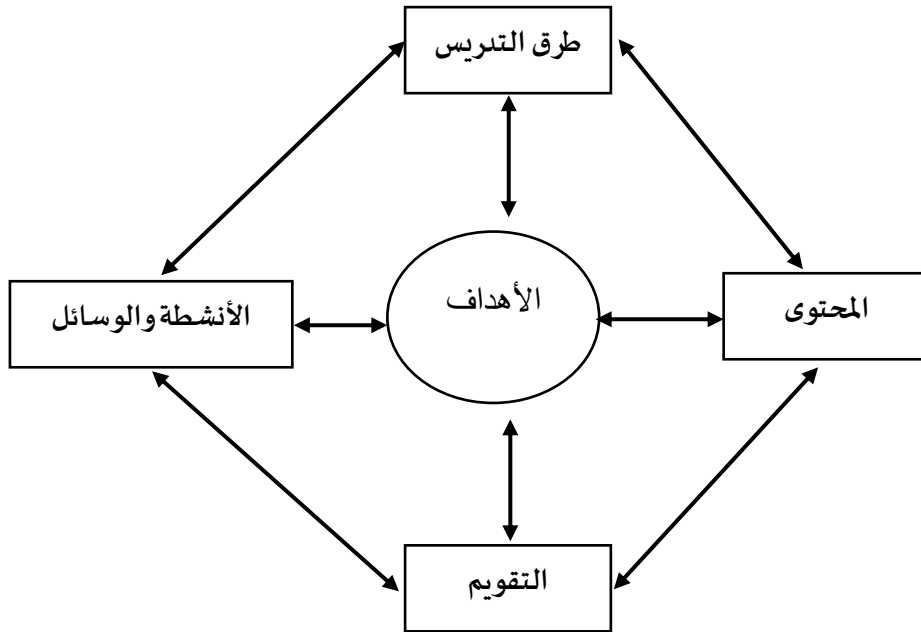 طرق التدريس
الأهداف
المحتوى
الأنشطة والوسائل
التقويم